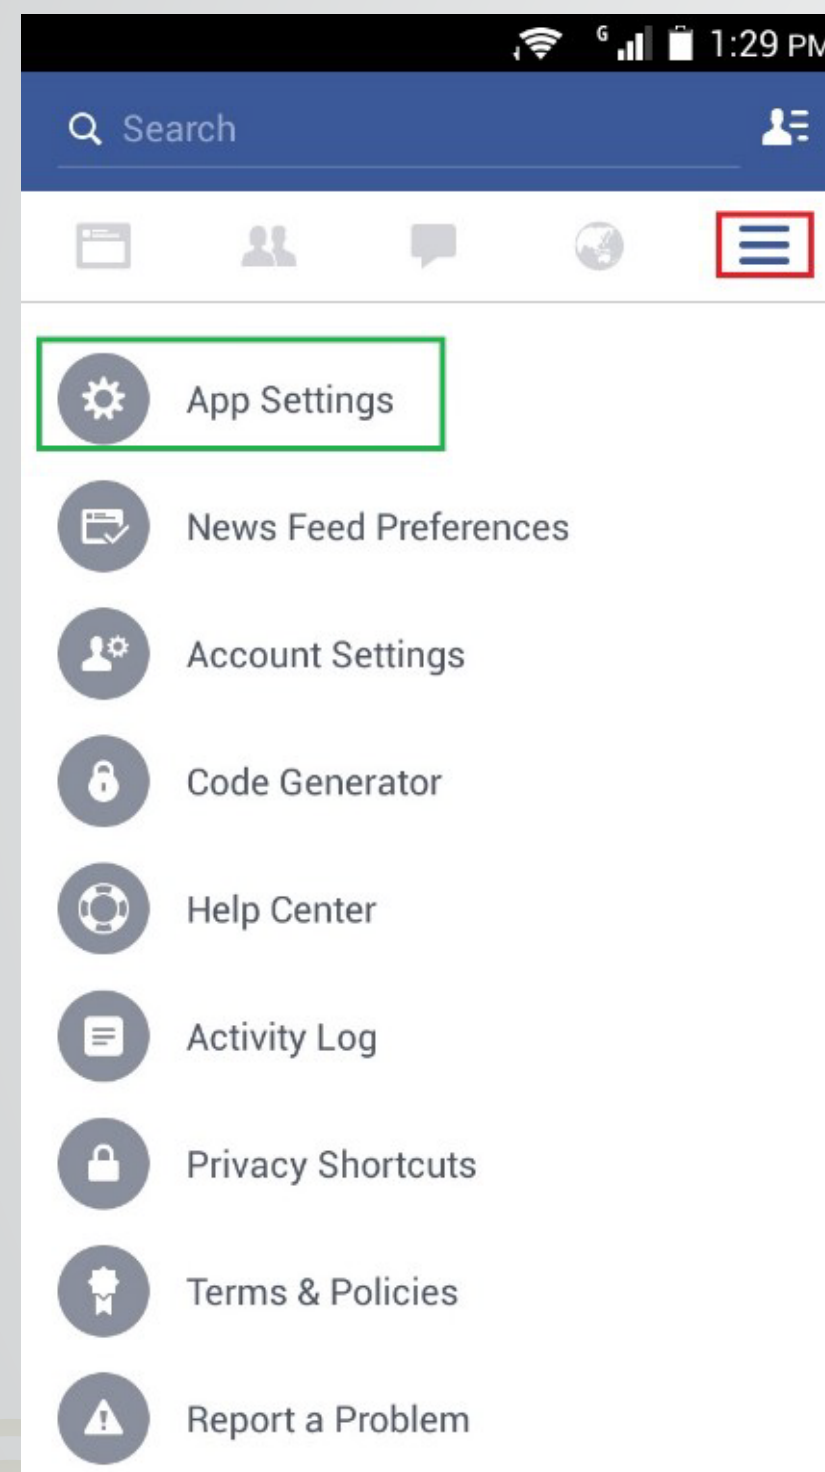 G 1:29 PM
Search
App Settings
News Feed Preferences
Account Settings
Code Generator
Help Center
Activity Log
Privacy Shortcuts
Terms & Policies
Report a Problem